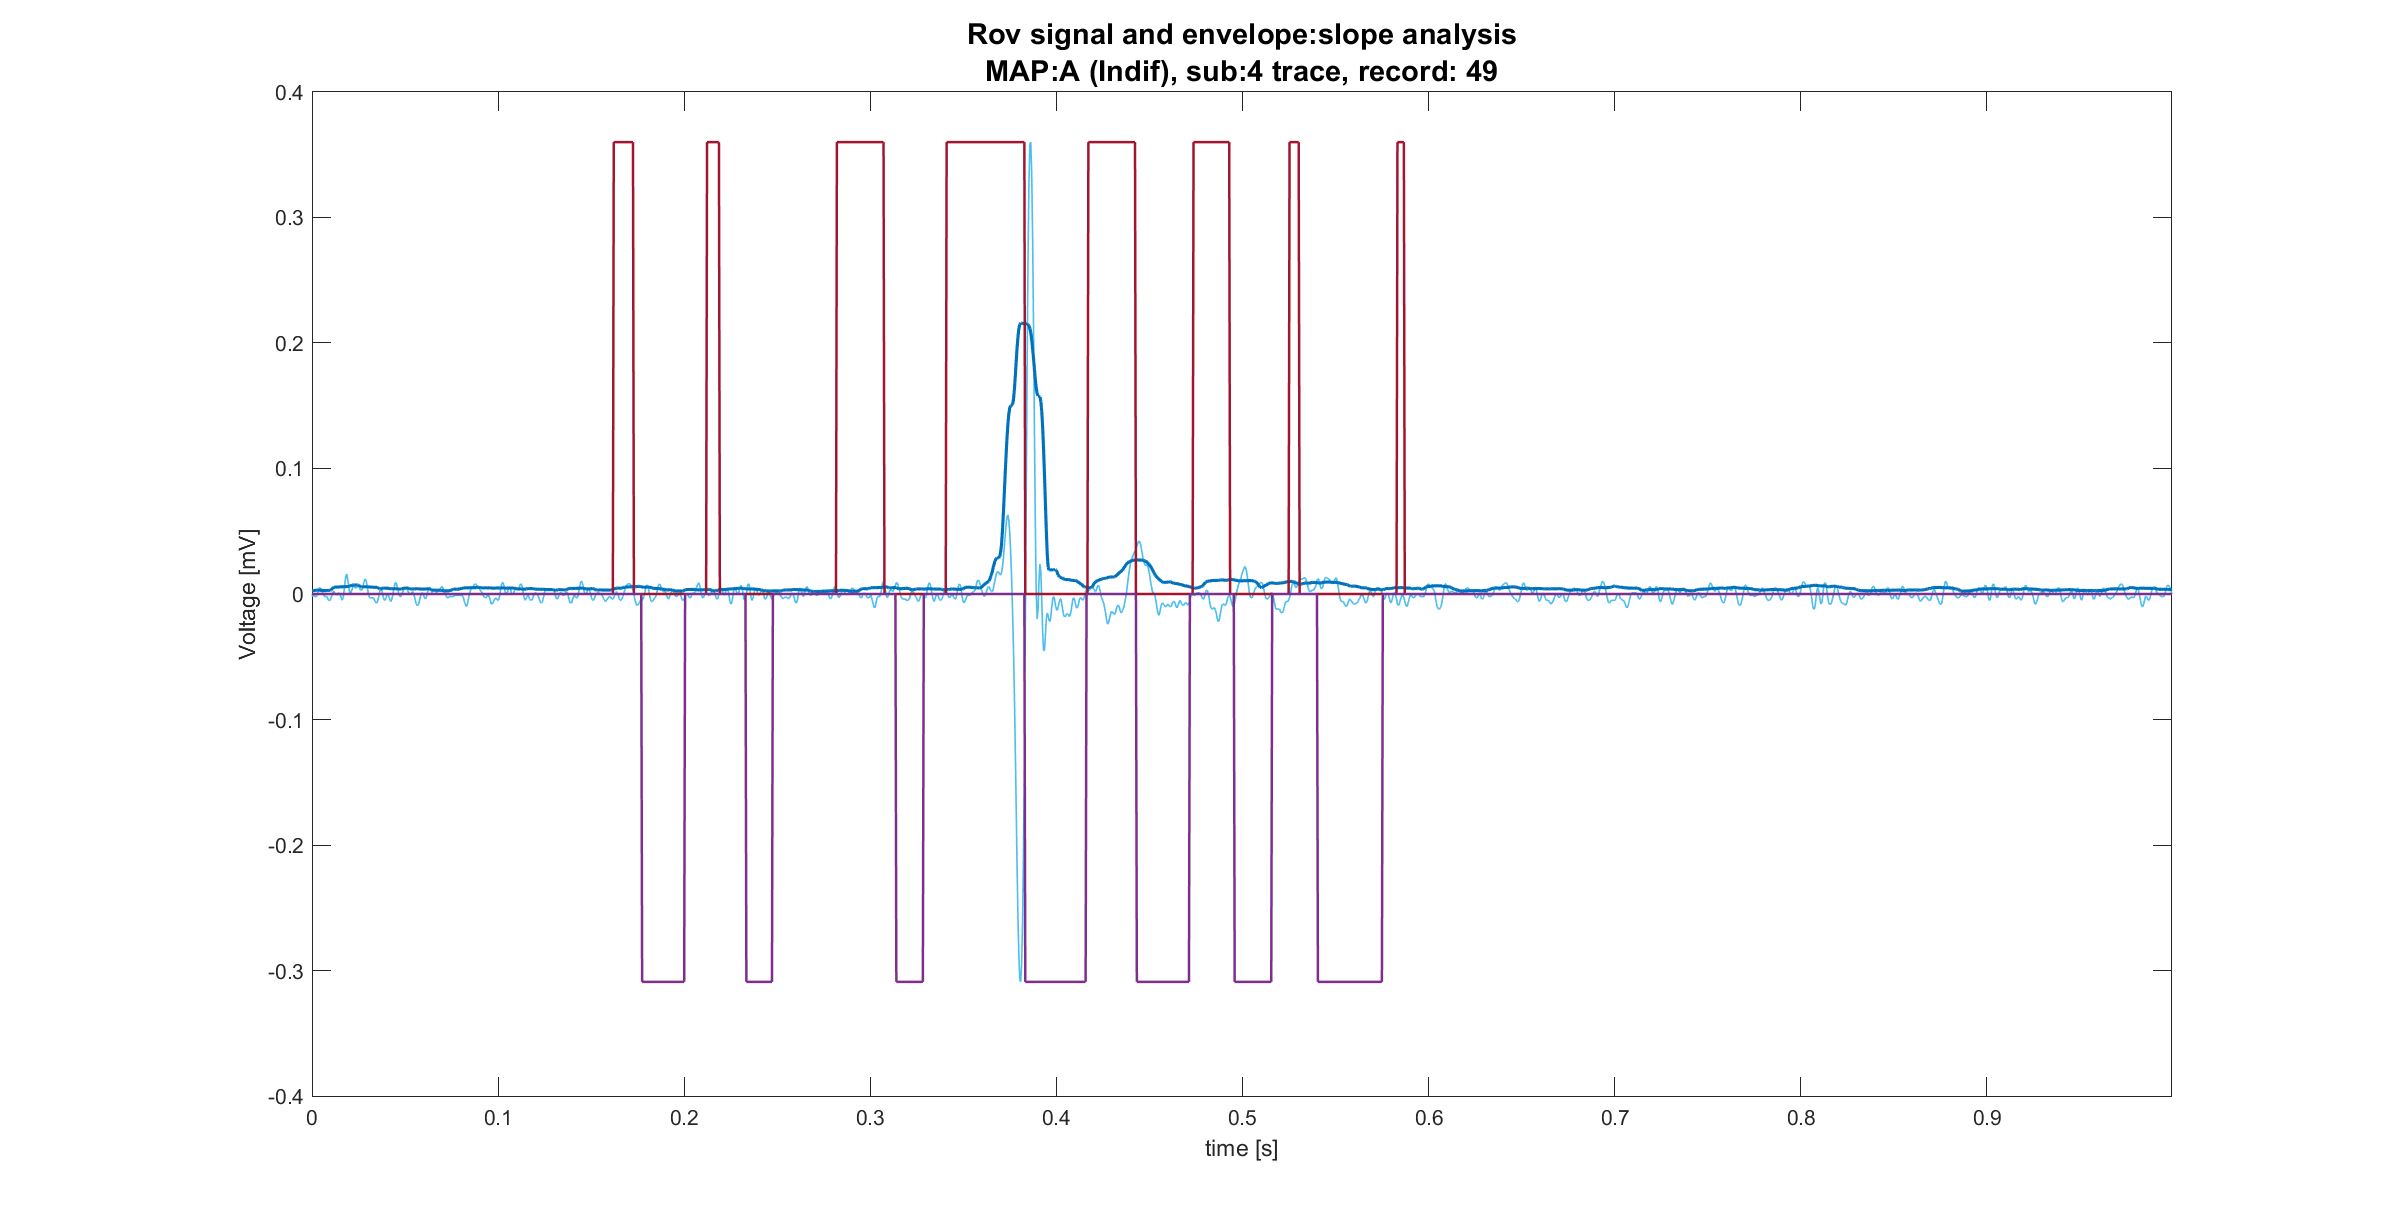 Rov signal and envelope:slope analysis
MAP:A (Indif), sub:4 trace, record: 49
0.4
0.3
0.2
0.1
0
-0.1
-0.2
-0.3
-0.4
Voltage [mV]
0 0.1 0.2 0.3 0.4 0.5 0.6 0.7 0.8 0.9
time [s]